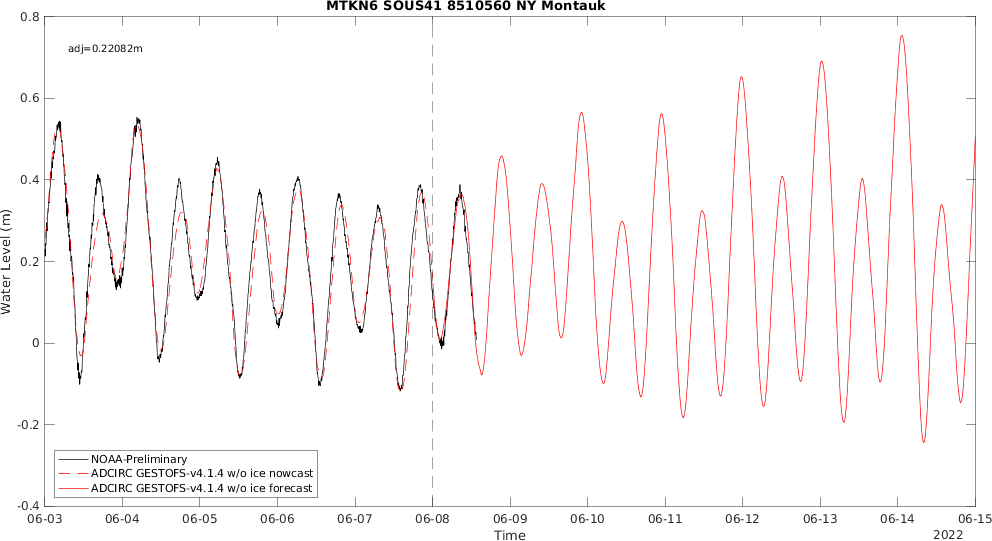 MTKN6 SOUS41 8510560 NY Montauk
adj=0.22082m
Water Level (m)
0.8
0.6
0.4
0.2
0
-0.2
-0.4
NOAA-Preliminary
ADCIRC GESTOFS-v4.1.4 w/o ice nowcast
ADCIRC GESTOFS-v4.1.4 w/o ice forecast
06-03 06-04 06-05 06-06 06-07 06-08 06-09 06-10 06-11 06-12 06-13 06-14 06-15
Time
2022